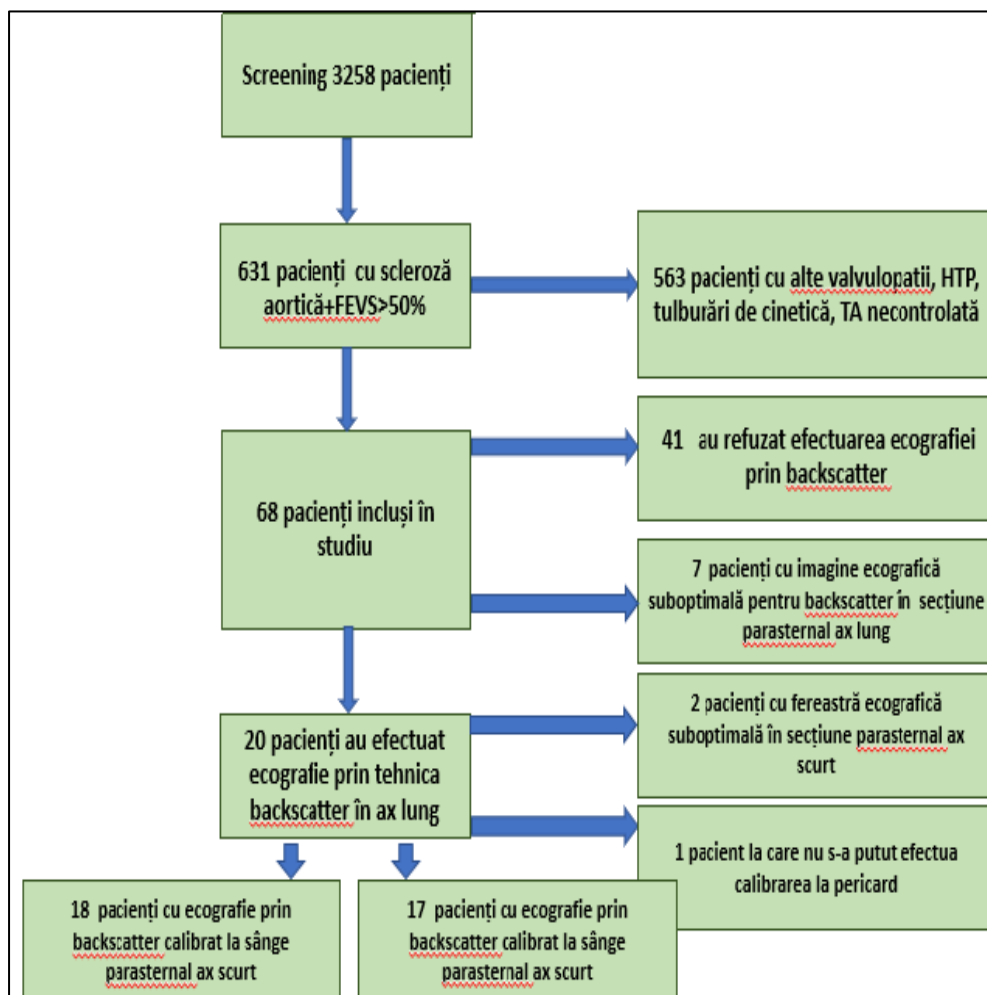 Screening 3258 pacienți
631 pacienți cu scleroză
aortică+FEVS>50%
563 pacienți cu alte valvulopatii, HTP,
tulburări de cinetică, TA necontrolată
41 au refuzat efectuarea ecografiei
prin backscatter
68 pacienți incluși în
studiu
7 pacienți cu imagine ecografică
suboptimală pentru backscatter în secțiune
parasternal ax lung
2 pacienți cu fereastră ecografică
suboptimală în secțiune parasternal ax
scurt
20 pacienți au efectuat
ecografie prin tehnica
backscatter în ax lung
1 pacient la care nu s-a putut efectua
calibrarea la pericard
18 pacienți cu ecografie prin
backscatter calibrat la sânge
parasternal ax scurt
17 pacienți cu ecografie prin
backscatter calibrat la sânge
parasternal ax scurt